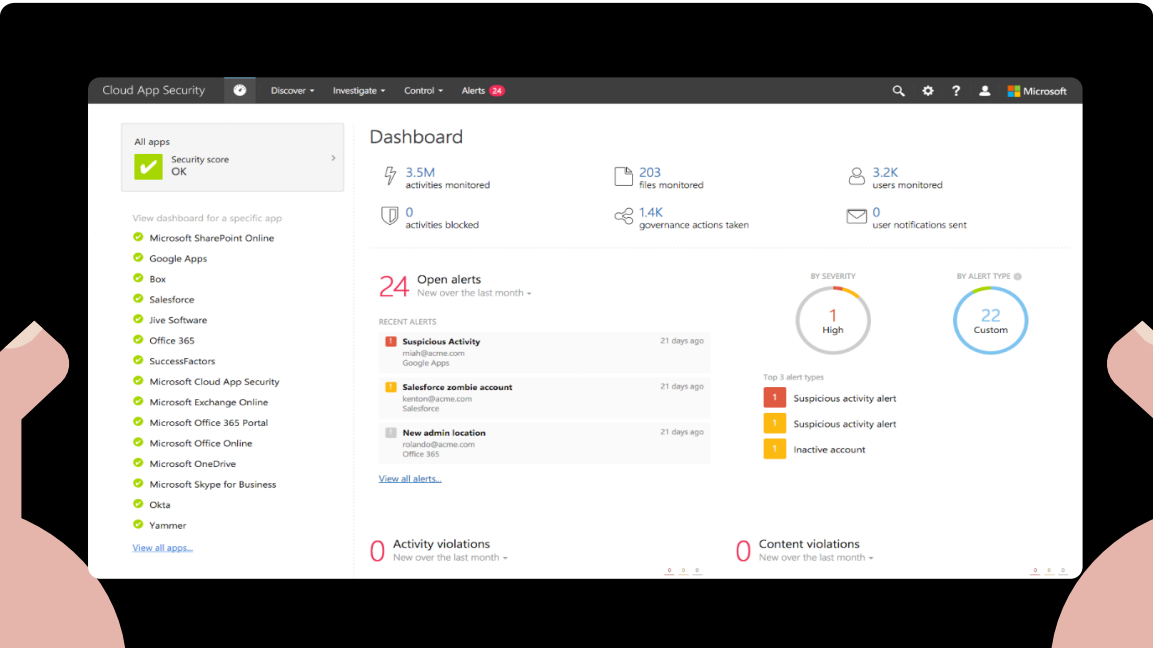 Cloud App Security Discover Investigate Control Alerts 24 ? Microsoft
All apps
Security score
OK
View dashboard for a specific app
Microsoft SharePoint Online
Google Apps
Box
Salesforce
Jive Software
Office 365
SuccessFactors
Microsoft Cloud App Security
Microsoft Exchange Online
Microsoft Office 365 Portal
Microsoft Office Online
Microsoft OneDrive
Microsoft Skype for Business
Okta
Yammer
View all apps...
Dashboard
3.5M
activities monitored
203
files monitored
3.2K
users monitored
0
activities blocked
1.4K
governance actions taken
0
user notifications sent
24 Open alerts
New over the last month
RECENT ALERTS
! Suspicious Activity 21 days ago
miah@acme.com
Google Apps
! Salesforce zombie account 21 days ago
kenton@acme.com
Salesforce
! New admin location 21 days ago
rolando@acme.com
Office 365
View all alerts...
BY SEVERITY
1
High
BY ALERT TYPE
22
Custom
Top 3 alert types
1 Suspicious activity alert
1 Suspicious activity alert
1 Inactive account
0 Activity violations
New over the last month
0 0 0
0 Content violations
New over the last month
0 0 0